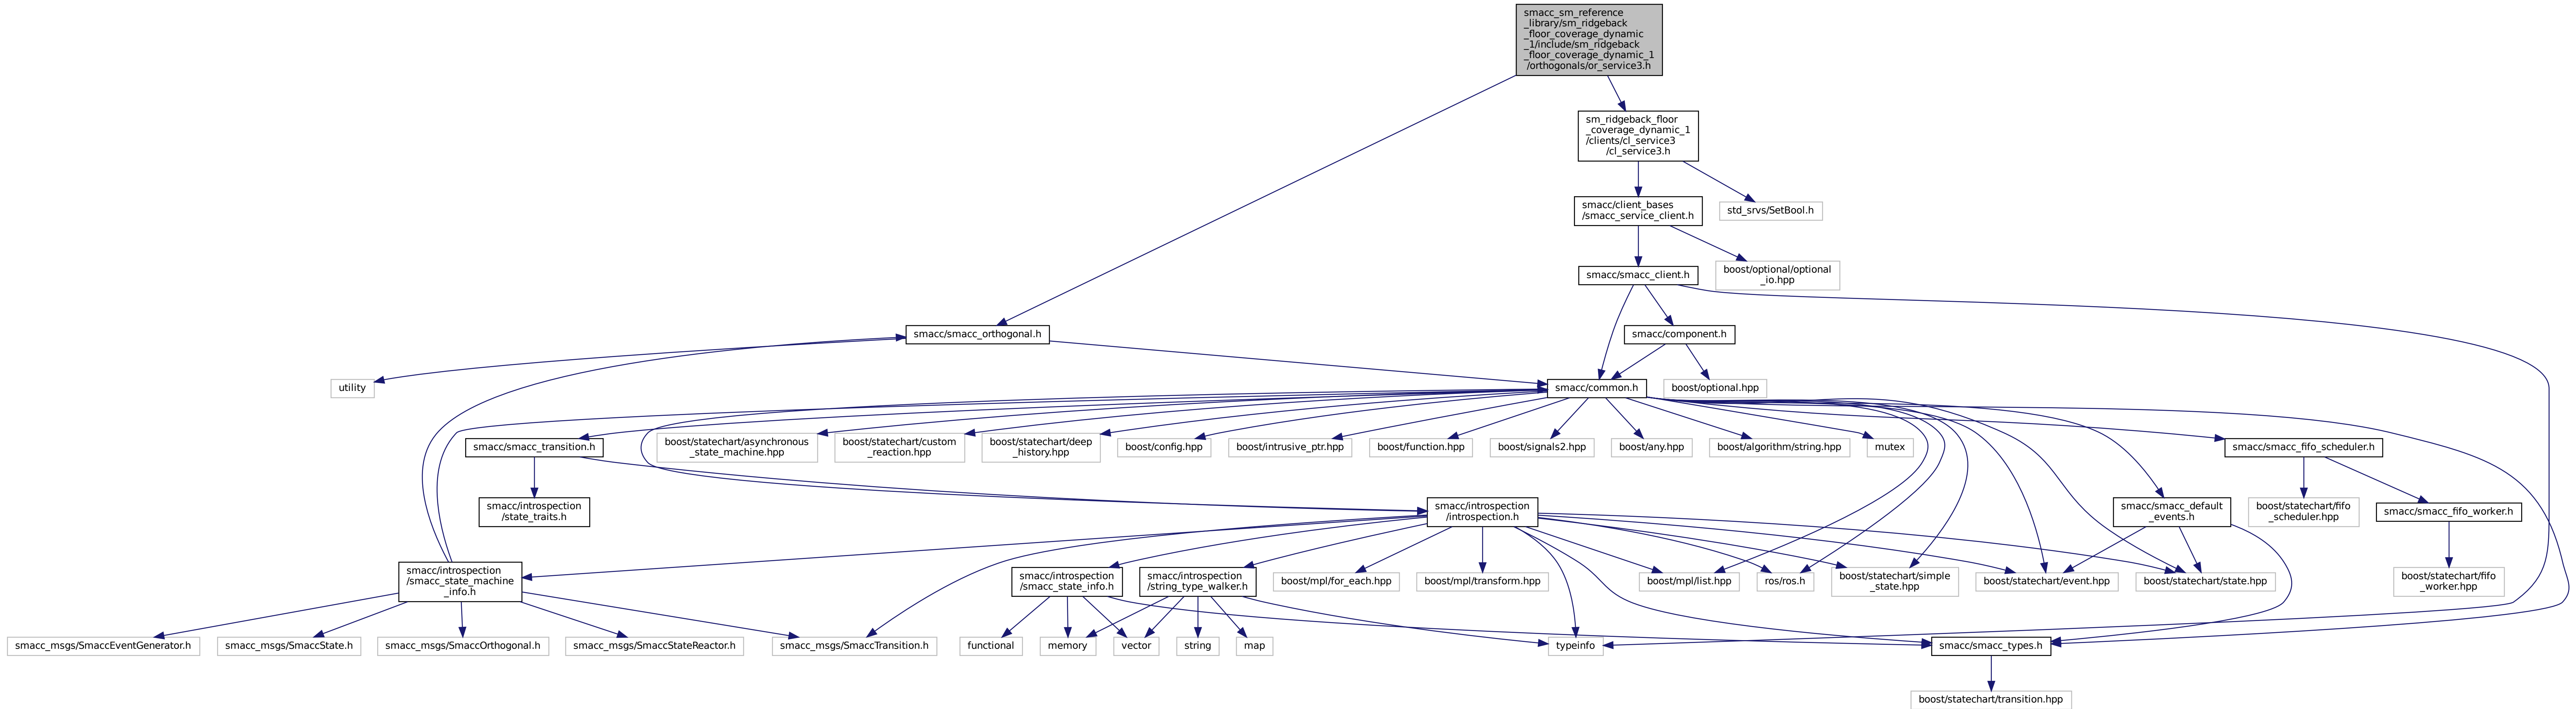 smacc_sm_reference
_library/sm_ridgeback
_floor_coverage_dynamic
_1/include/sm_ridgeback
_floor_coverage_dynamic_1
/orthogonals/or_service3.h
sm_ridgeback_floor
_coverage_dynamic_1
/clients/cl_service3
/cl_service3.h
smacc/client_bases
/smacc_service_client.h
std_srvs/SetBool.h
smacc/smacc_client.h
boost/optional/optional
_io.hpp
smacc/smacc_orthogonal.h
smacc/component.h
utility
smacc/common.h
boost/optional.hpp
smacc/smacc_transition.h
boost/statechart/asynchronous
_state_machine.hpp
boost/statechart/custom
_reaction.hpp
boost/statechart/deep
_history.hpp
boost/config.hpp
boost/intrusive_ptr.hpp
boost/function.hpp
boost/signals2.hpp
boost/any.hpp
boost/algorithm/string.hpp
mutex
smacc/smacc_fifo_scheduler.h
smacc/introspection
/state_traits.h
smacc/introspection
/introspection.h
smacc/smacc_default
_events.h
boost/statechart/fifo
_scheduler.hpp
smacc/smacc_fifo_worker.h
smacc/introspection
/smacc_state_machine
_info.h
smacc/introspection
/smacc_state_info.h
smacc/introspection
/string_type_walker.h
boost/mpl/for_each.hpp
boost/mpl/transform.hpp
boost/mpl/list.hpp
ros/ros.h
boost/statechart/simple
_state.hpp
boost/statechart/event.hpp
boost/statechart/state.hpp
boost/statechart/fifo
_worker.hpp
smacc_msgs/SmaccEventGenerator.h
smacc_msgs/SmaccState.h
smacc_msgs/SmaccOrthogonal.h
smacc_msgs/SmaccStateReactor.h
smacc_msgs/SmaccTransition.h
functional
memory
vector
string
map
typeinfo
smacc/smacc_types.h
boost/statechart/transition.hpp